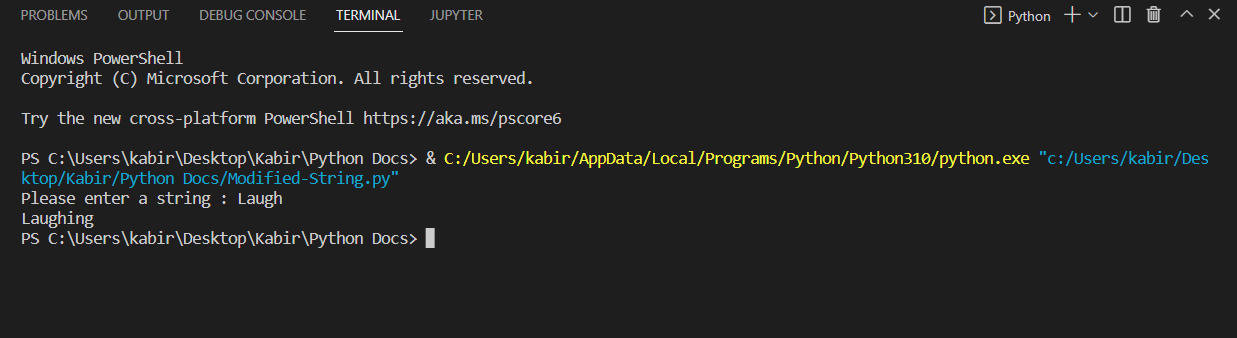 PROBLEMS OUTPUT DEBUG CONSOLE TERMINAL JUPYTER Python
Windows PowerShell
Copyright (C) Microsoft Corporation. All rights reserved.
Try the new cross-platform PowerShell https://aka.ms/pscore6
PS C:\Users\kabir\Desktop\Kabir\Python Docs> & C:/Users/kabir/AppData/Local/Programs/Python/Python310/python.exe "c:/Users/kabir/Des
ktop/Kabir/Python Docs/Modified-String.py"
Please enter a string : Laugh
Laughing
PS C:\Users\kabir\Desktop\Kabir\Python Docs>